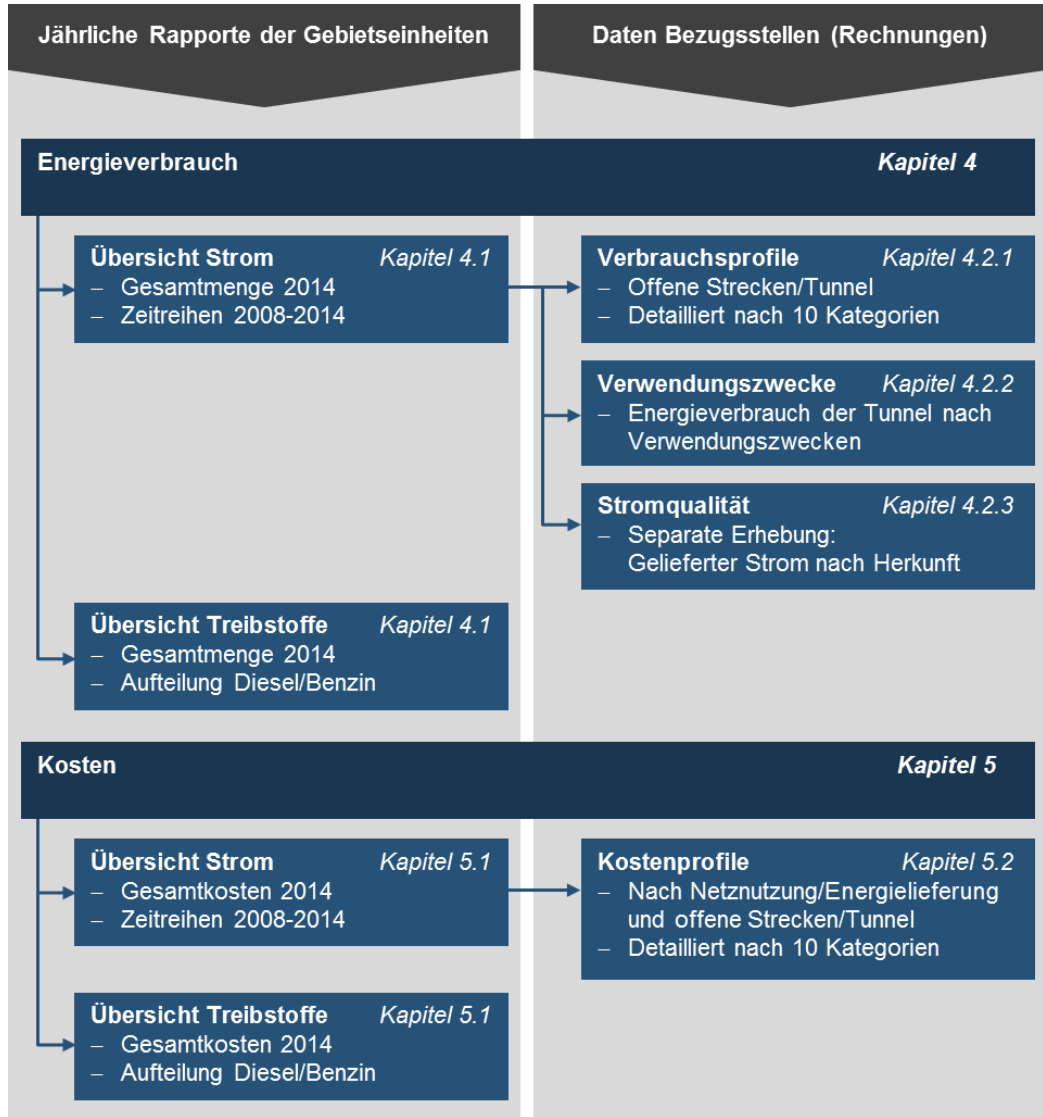 Jährliche Rapporte der Gebietseinheiten
Daten Bezugsstellen (Rechnungen)
Energieverbrauch Kapitel 4
Übersicht Strom Kapitel 4.1
– Gesamtmenge 2014
– Zeitreihen 2008-2014
Verbrauchsprofile Kapitel 4.2.1
– Offene Strecken/Tunnel
– Detailliert nach 10 Kategorien
Verwendungszwecke Kapitel 4.2.2
– Energieverbrauch der Tunnel nach
Verwendungszwecken
Stromqualität Kapitel 4.2.3
– Separate Erhebung:
Gelieferter Strom nach Herkunft
Übersicht Treibstoffe Kapitel 4.1
– Gesamtmenge 2014
– Aufteilung Diesel/Benzin
Kosten Kapitel 5
Übersicht Strom Kapitel 5.1
– Gesamtkosten 2014
– Zeitreihen 2008-2014
Kostenprofile Kapitel 5.2
– Nach Netznutzung/Energielieferung
und offene Strecken/Tunnel
– Detailliert nach 10 Kategorien
Übersicht Treibstoffe Kapitel 5.1
– Gesamtkosten 2014
– Aufteilung Diesel/Benzin